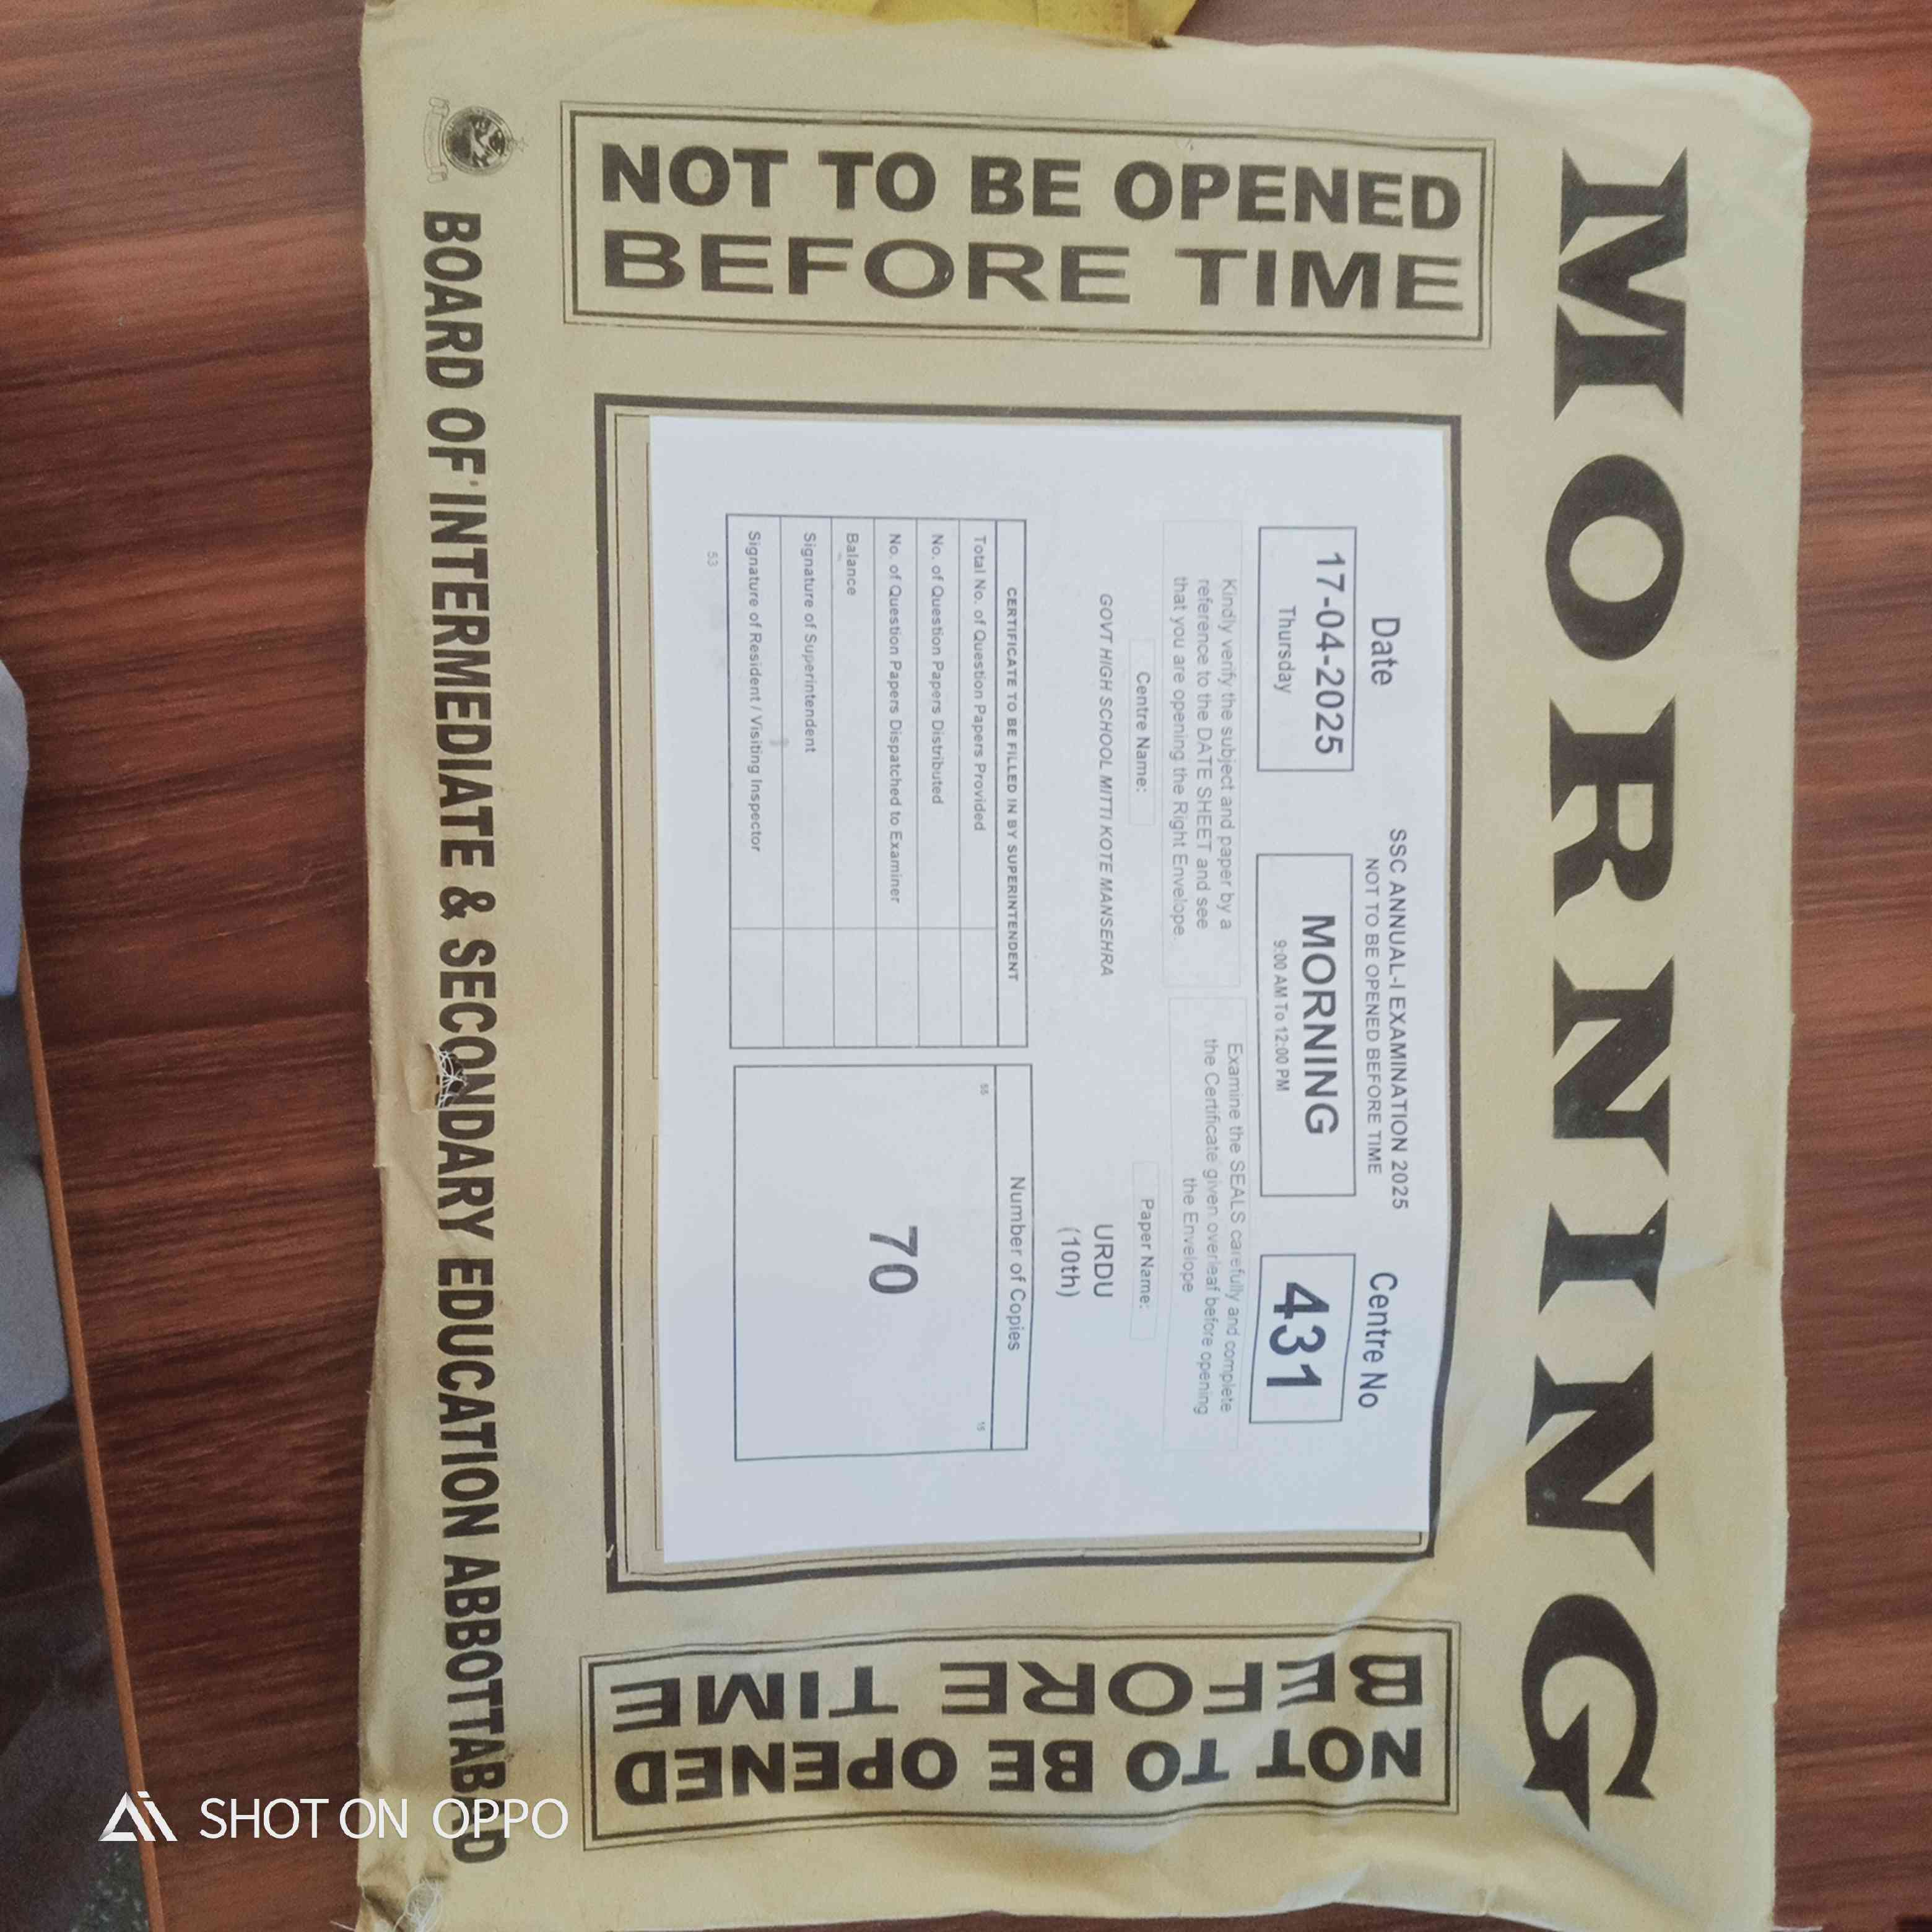 MORNING
NOT TO BE OPENED
BEFORE TIME
SSC ANNUAL-I EXAMINATION 2025
NOT TO BE OPENED BEFORE TIME
Date
17-04-2025
Thursday
MORNING
9:00 AM To 12:00 PM
Centre No
431
Kindly verify the subject and paper by a
reference to the DATE SHEET and see
that you are opening the Right Envelope.
Examine the SEALS carefully and complete
the Certificate given overleaf before opening
the Envelope
Centre Name:
GOVT HIGH SCHOOL MITTI KOTE MANSEHRA
Paper Name:
URDU
(10th)
CERTIFICATE TO BE FILLED IN BY SUPERINTENDENT
Total No. of Question Papers Provided
No. of Question Papers Distributed
No. of Question Papers Dispatched to Examiner
Balance
Signature of Superintendent
Signature of Resident / Visiting Inspector
53
Number of Copies
55
15
70
NOT TO BE OPENED
BEFORE TIME
BOARD OF INTERMEDIATE & SECONDARY EDUCATION ABBOTTABAD
SHOT ON OPPO